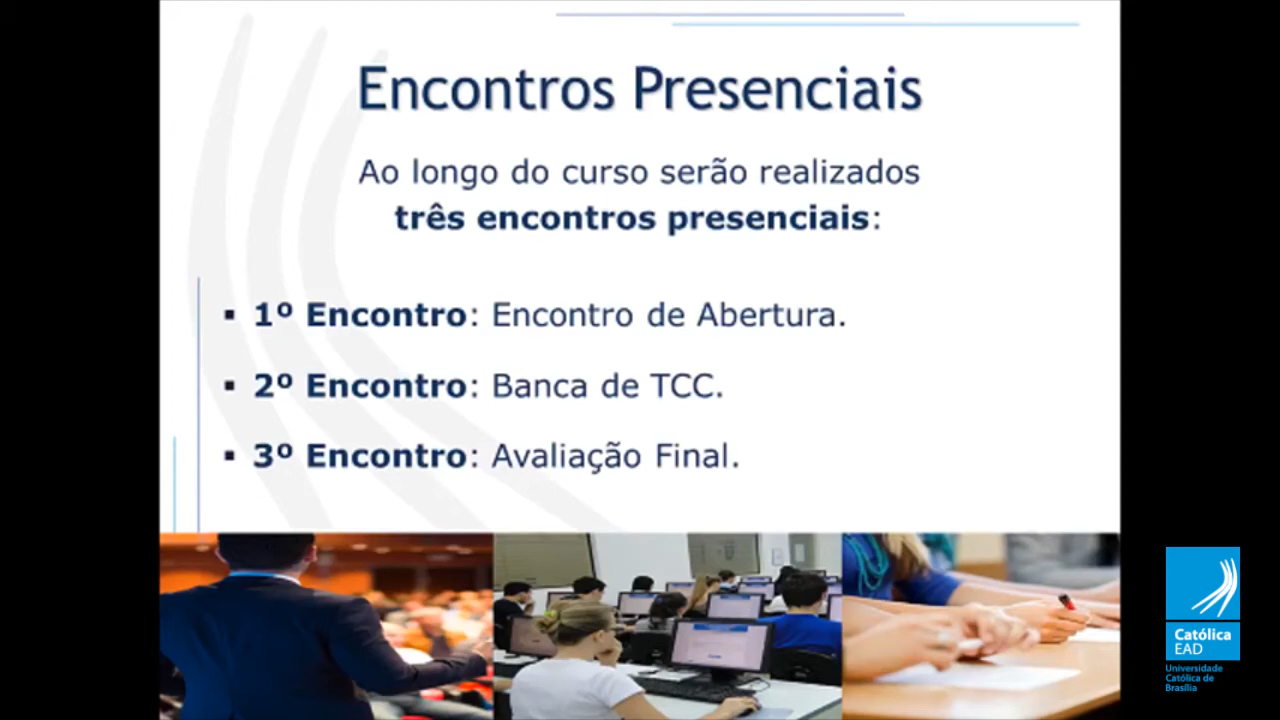 Encontros Presenciais
Ao longo do curso serão realizados
três encontros presenciais:
▪ 1º Encontro: Encontro de Abertura.
▪ 2º Encontro: Banca de TCC.
▪ 3º Encontro: Avaliação Final.
Católica
EAD
Universidade
Católica de
Brasília